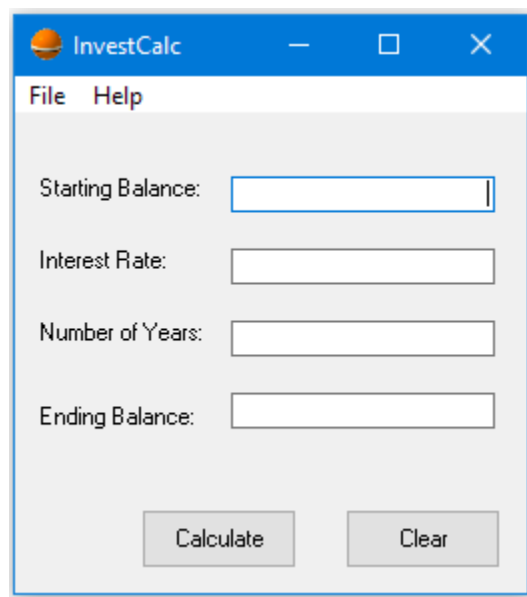 InvestCalc
File Help
Starting Balance:
Interest Rate:
Number of Years:
Ending Balance:
Calculate Clear